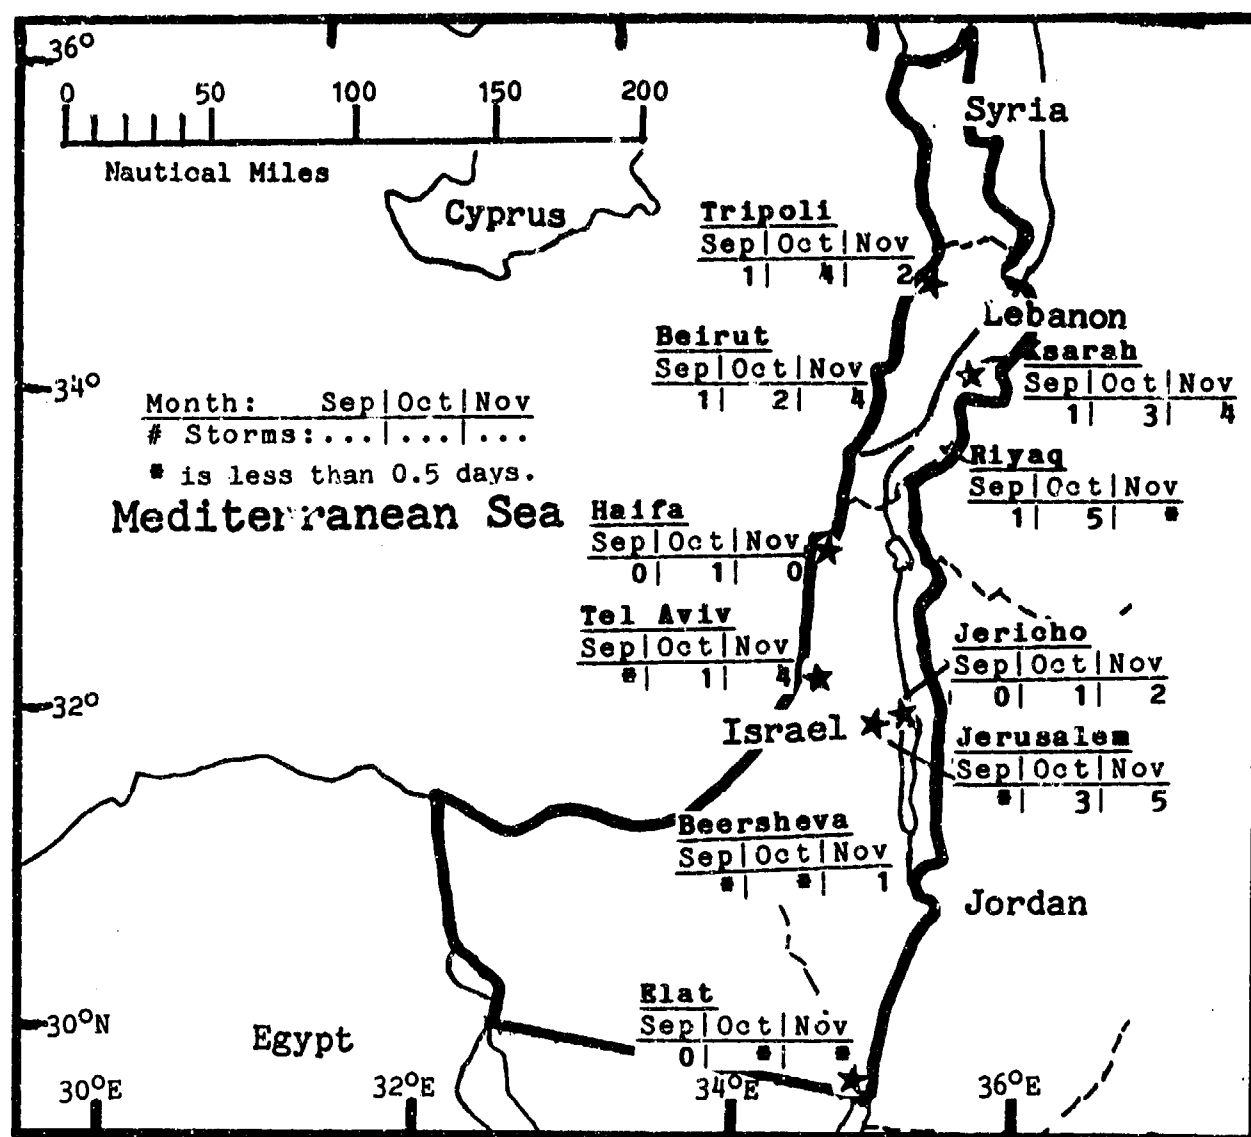 36°
0 50 100 150 200
Nautical Miles
Syria
Cyprus
Tripoli
Sep|Oct|Nov
1| 4| 2
Lebanon
Beirut
Sep|Oct|Nov
1| 2| 4
Ksarah
Sep|Oct|Nov
1| 3| 4
34°
Month: Sep|Oct|Nov
# Storms:...|...|...
* is less than 0.5 days.
Riyaq
Sep|Oct|Nov
1| 5| *
Mediterranean Sea
Haifa
Sep|Oct|Nov
0| 1| 0
Tel Aviv
Sep|Oct|Nov
*| 1| 4
Jericho
Sep|Oct|Nov
0| 1| 2
32°
Israel
Jerusalem
Sep|Oct|Nov
*| 3| 5
Beersheva
Sep|Oct|Nov
*| *| 1
Jordan
Elat
Sep|Oct|Nov
0| *| *
30°N
Egypt
30°E 32°E 34°E 36°E